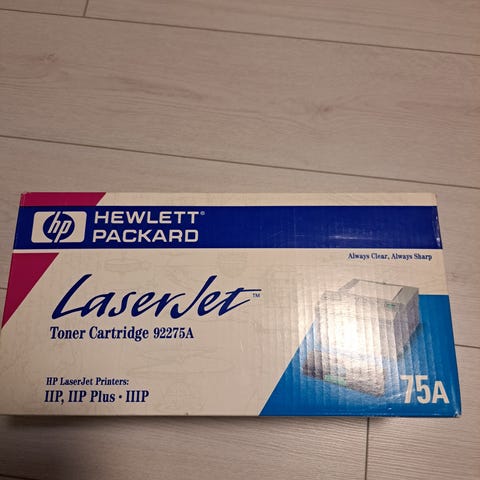 hp HEWLETT® PACKARD
Always Clear, Always Sharp
LaserJet™
Toner Cartridge 92275A
HP LaserJet Printers:
IIP, IIP Plus · IIIP
75A